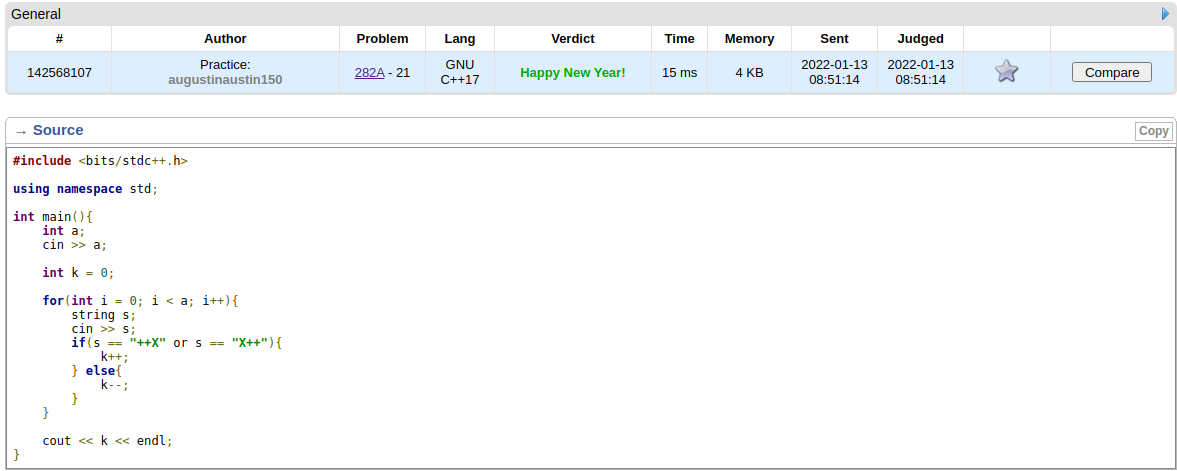 General
# Author Problem Lang Verdict Time Memory Sent Judged
142568107 Practice: augustinaustin150 282A - 21 GNU C++17 Happy New Year! 15 ms 4 KB 2022-01-13 08:51:14 2022-01-13 08:51:14 Compare
→ Source Copy
#include <bits/stdc++.h>
using namespace std;
int main(){
    int a;
    cin >> a;
    int k = 0;
    for(int i = 0; i < a; i++){
        string s;
        cin >> s;
        if(s == "++X" or s == "X++"){
            k++;
        } else{
            k--;
        }
    }
    cout << k << endl;
}